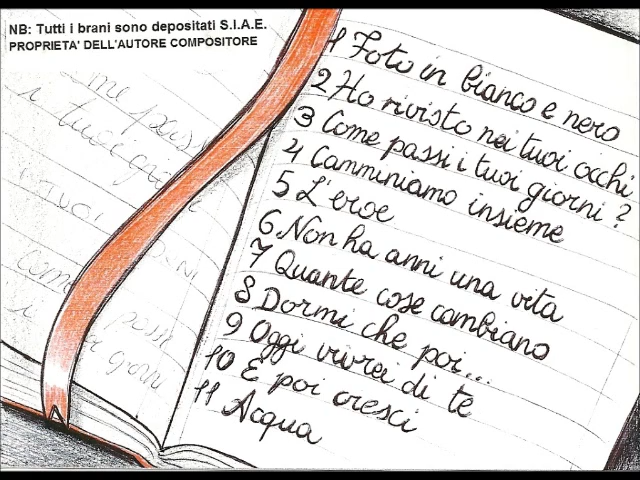 NB: Tutti i brani sono depositati S.I.A.E.
PROPRIETA' DELL'AUTORE COMPOSITORE
1 Foto in bianco e nero
2 Ho rivisto nei tuoi occhi
3 Come passi i tuoi giorni ?
4 Camminiamo insieme
5 L'eroe
6 Non ha anni una vita
7 Quante cose cambiano
8 Dormi che poi...
9 Oggi vivrei di te
10 E poi cresci
11 Acqua